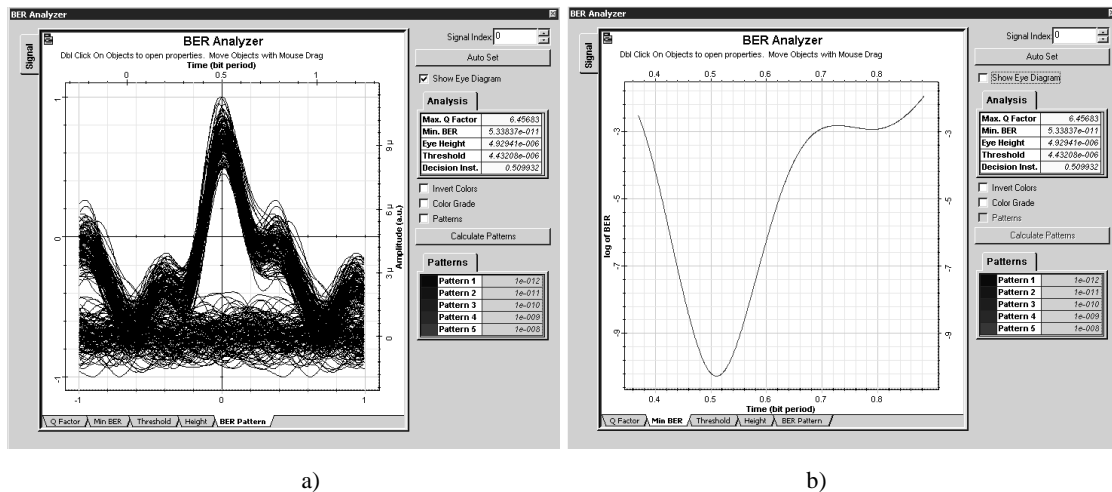 BER Analyzer
Signal Index: 0
Auto Set
Show Eye Diagram
Analysis
Max. Q Factor 6.45683
Min. BER 5.33837e-011
Eye Height 4.92941e-006
Threshold 4.43208e-006
Decision Inst. 0.509932
Invert Colors
Color Grade
Patterns
Calculate Patterns
Patterns
Pattern 1 1e-012
Pattern 2 1e-011
Pattern 3 1e-010
Pattern 4 1e-009
Pattern 5 1e-008
Signal
BER Analyzer
Dbl Click On Objects to open properties. Move Objects with Mouse Drag
Time (bit period)
0 0.5 1
1
0
-1
9 µ
6 µ
3 µ
0
Amplitude (a.u.)
-1 0 1
Q Factor Min BER Threshold Height BER Pattern
a)
BER Analyzer
Signal Index: 0
Auto Set
Show Eye Diagram
Analysis
Max. Q Factor 6.45683
Min. BER 5.33837e-011
Eye Height 4.92941e-006
Threshold 4.43208e-006
Decision Inst. 0.509932
Invert Colors
Color Grade
Patterns
Calculate Patterns
Patterns
Pattern 1 1e-012
Pattern 2 1e-011
Pattern 3 1e-010
Pattern 4 1e-009
Pattern 5 1e-008
Signal
BER Analyzer
Dbl Click On Objects to open properties. Move Objects with Mouse Drag
0.4 0.5 0.6 0.7 0.8
-3
-5
-7
-9
log of BER
-3
-5
-7
-9
0.4 0.5 0.6 0.7 0.8
Time (bit period)
Q Factor Min BER Threshold Height BER Pattern
b)